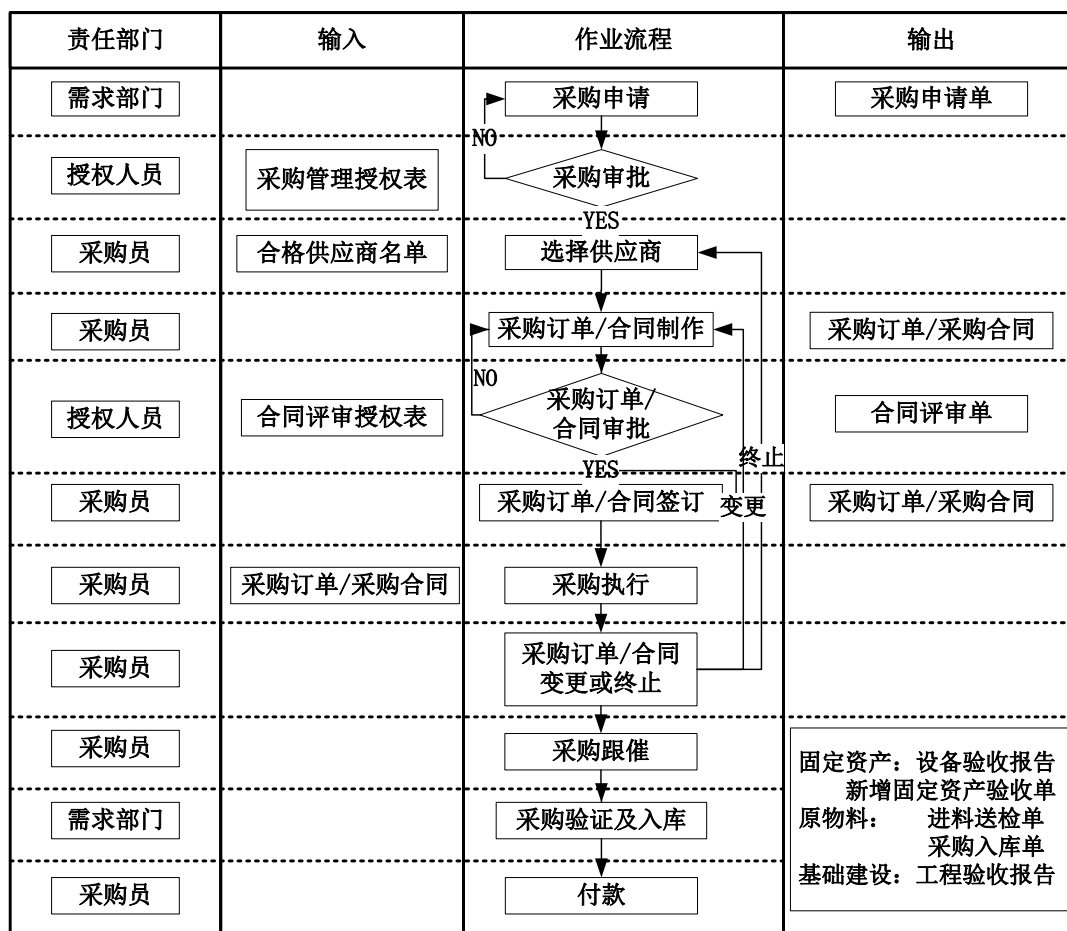 责任部门
输入
作业流程
输出
需求部门
采购申请
采购申请单
NO
授权人员
采购管理授权表
采购审批
YES
采购员
合格供应商名单
选择供应商
采购员
采购订单/合同制作
采购订单/采购合同
NO
授权人员
合同评审授权表
采购订单/
合同审批
合同评审单
终止
YES
采购员
采购订单/合同签订
变更
采购订单/采购合同
采购员
采购订单/采购合同
采购执行
采购员
采购订单/合同
变更或终止
采购员
采购跟催
固定资产：设备验收报告
新增固定资产验收单
原物料： 进料送检单
采购入库单
基础建设：工程验收报告
需求部门
采购验证及入库
采购员
付款